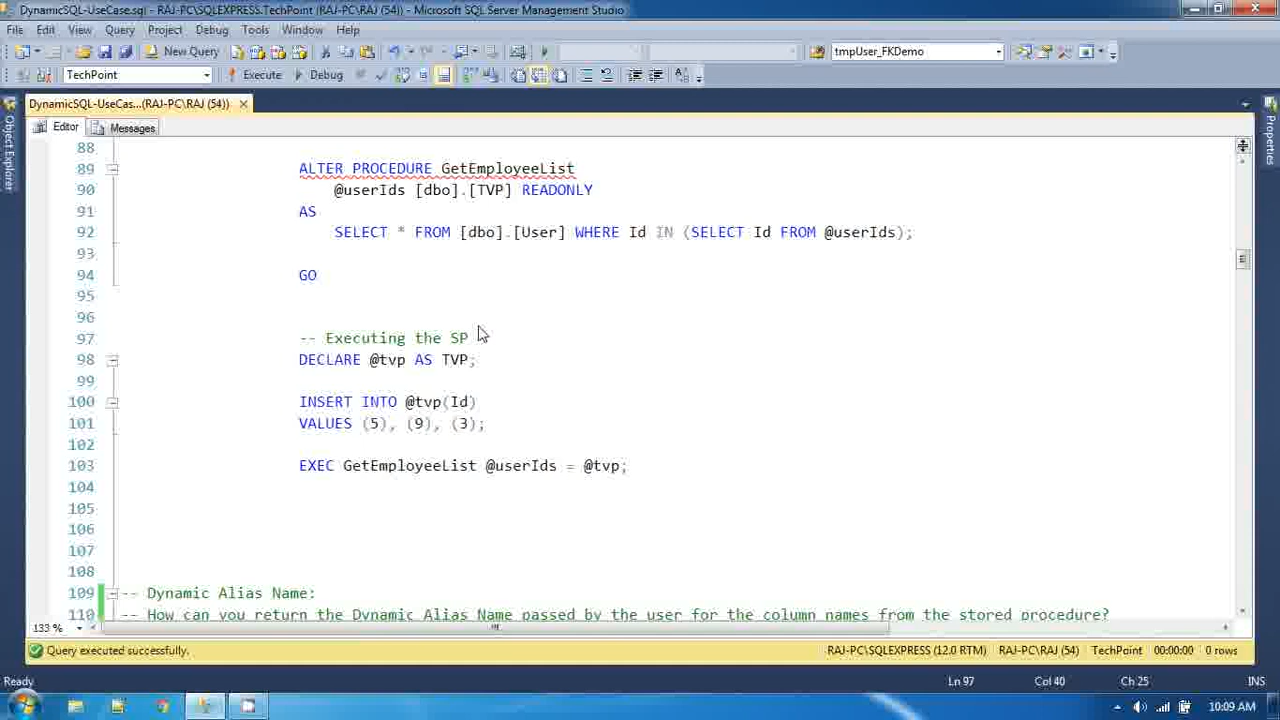 DynamicSQL-UseCase.sql - RAJ-PC\SQLEXPRESS.TechPoint (RAJ-PC\RAJ (54)) - Microsoft SQL Server Management Studio
File Edit View Query Project Debug Tools Window Help
New Query tmpUser_FKDemo
TechPoint Execute Debug
DynamicSQL-UseCas...(RAJ-PC\RAJ (54))
Editor Messages
Object Explorer
Properties
88
89 ALTER PROCEDURE GetEmployeeList
90 @userIds [dbo].[TVP] READONLY
91 AS
92 SELECT * FROM [dbo].[User] WHERE Id IN (SELECT Id FROM @userIds);
93
94 GO
95
96
97 -- Executing the SP
98 DECLARE @tvp AS TVP;
99
100 INSERT INTO @tvp(Id)
101 VALUES (5), (9), (3);
102
103 EXEC GetEmployeeList @userIds = @tvp;
104
105
106
107
108
109 -- Dynamic Alias Name:
110 -- How can you return the Dynamic Alias Name passed by the user for the column names from the stored procedure?
133 %
Query executed successfully. RAJ-PC\SQLEXPRESS (12.0 RTM) RAJ-PC\RAJ (54) TechPoint 00:00:00 0 rows
Ready Ln 97 Col 40 Ch 25 INS
10:09 AM